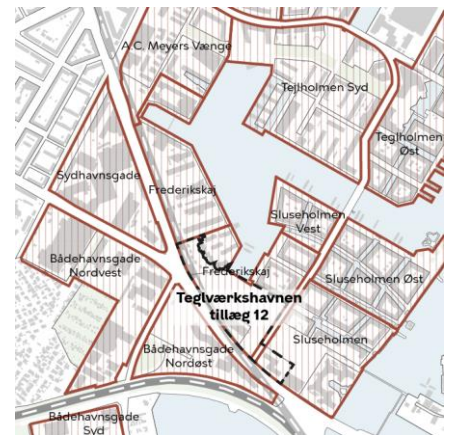 A.C. Meyers Vænge
Tejlholmen Syd
Teglholmen
Øst
Sydhavnsgade
Frederikskaj
Sluseholmen
Vest
Bådehavnsgade
Nordvest
Frederikskaj
Sluseholmen Øst
Teglværkshavnen
tillæg 12
Sluseholmen
Bådehavnsgade
Nordøst
Bådehavnsgade
Syd